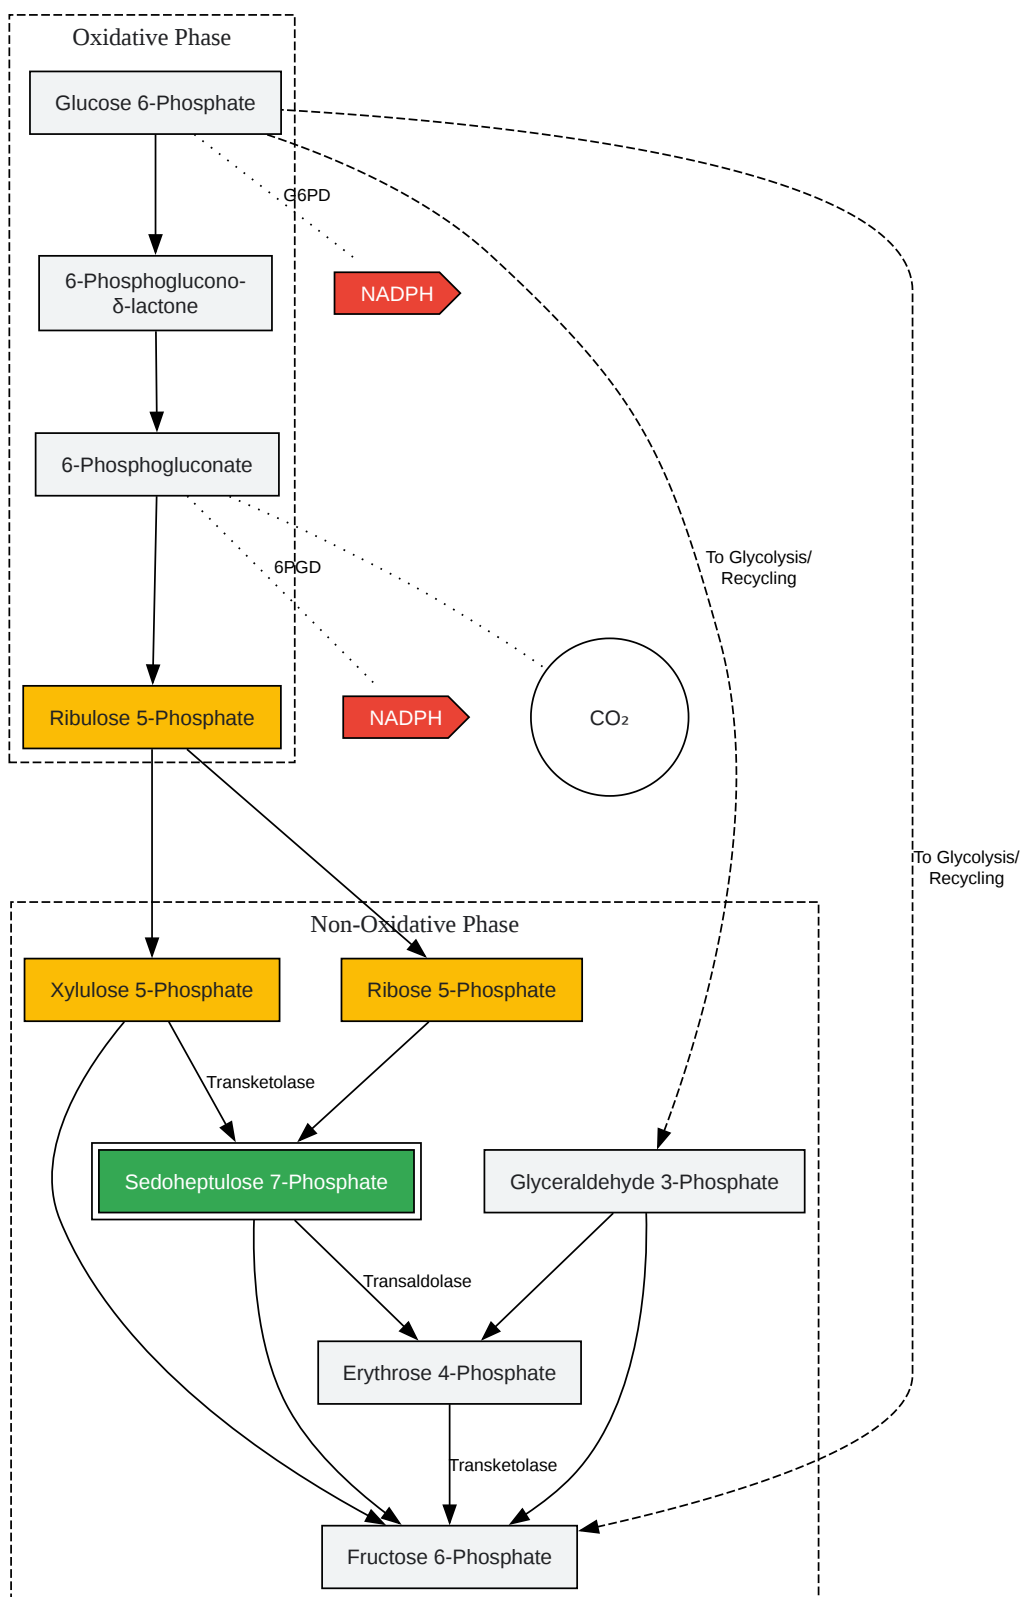 Oxidative Phase
Glucose 6-Phosphate
G6PD
6-Phosphoglucono-
δ-lactone
NADPH
6-Phosphogluconate
To Glycolysis/
Recycling
6PGD
Ribulose 5-Phosphate
NADPH
CO₂
To Glycolysis/
Recycling
Non-Oxidative Phase
Xylulose 5-Phosphate
Ribose 5-Phosphate
Transketolase
Sedoheptulose 7-Phosphate
Glyceraldehyde 3-Phosphate
Transaldolase
Erythrose 4-Phosphate
Transketolase
Fructose 6-Phosphate